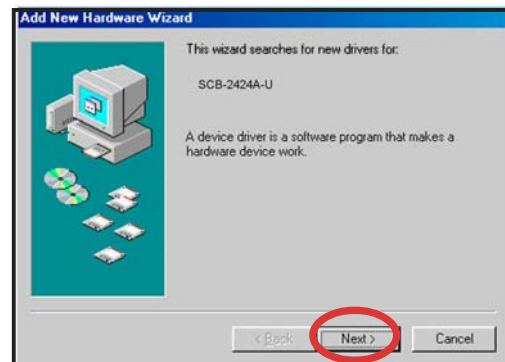 Add New Hardware Wizard
This wizard searches for new drivers for:
SCB-2424A-U
A device driver is a software program that makes a
hardware device work.
< Back
Next >
Cancel